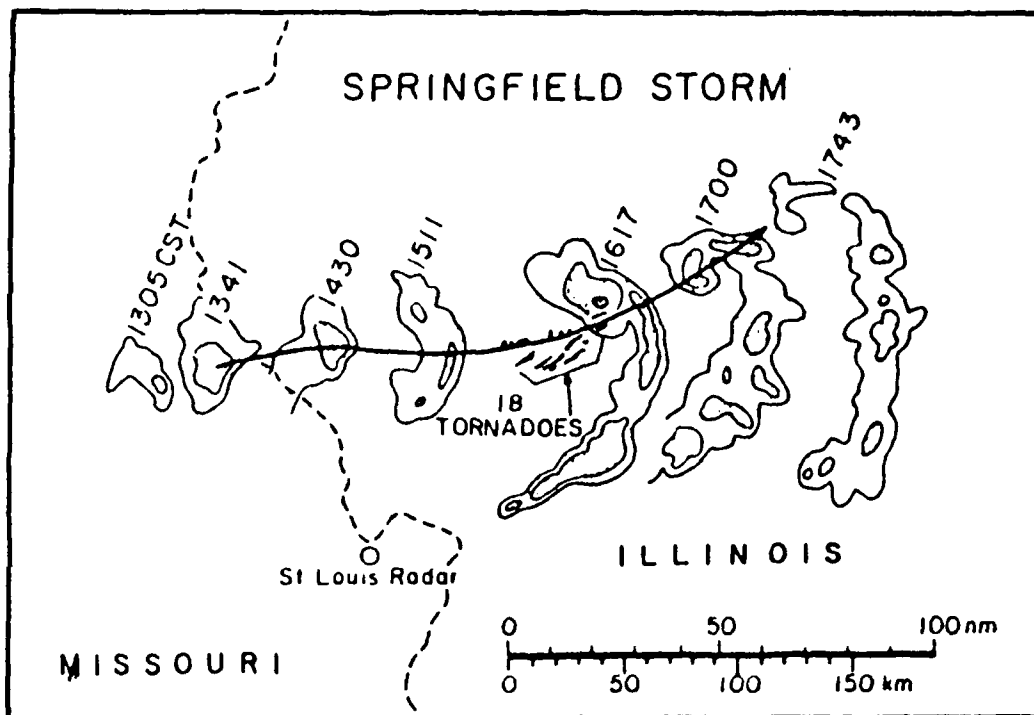 SPRINGFIELD STORM
1305 CST
1341
1430
1511
1617
1700
1743
18
TORNADOES
St Louis Radar
ILLINOIS
MISSOURI
0 50 100 nm
0 50 100 150 km